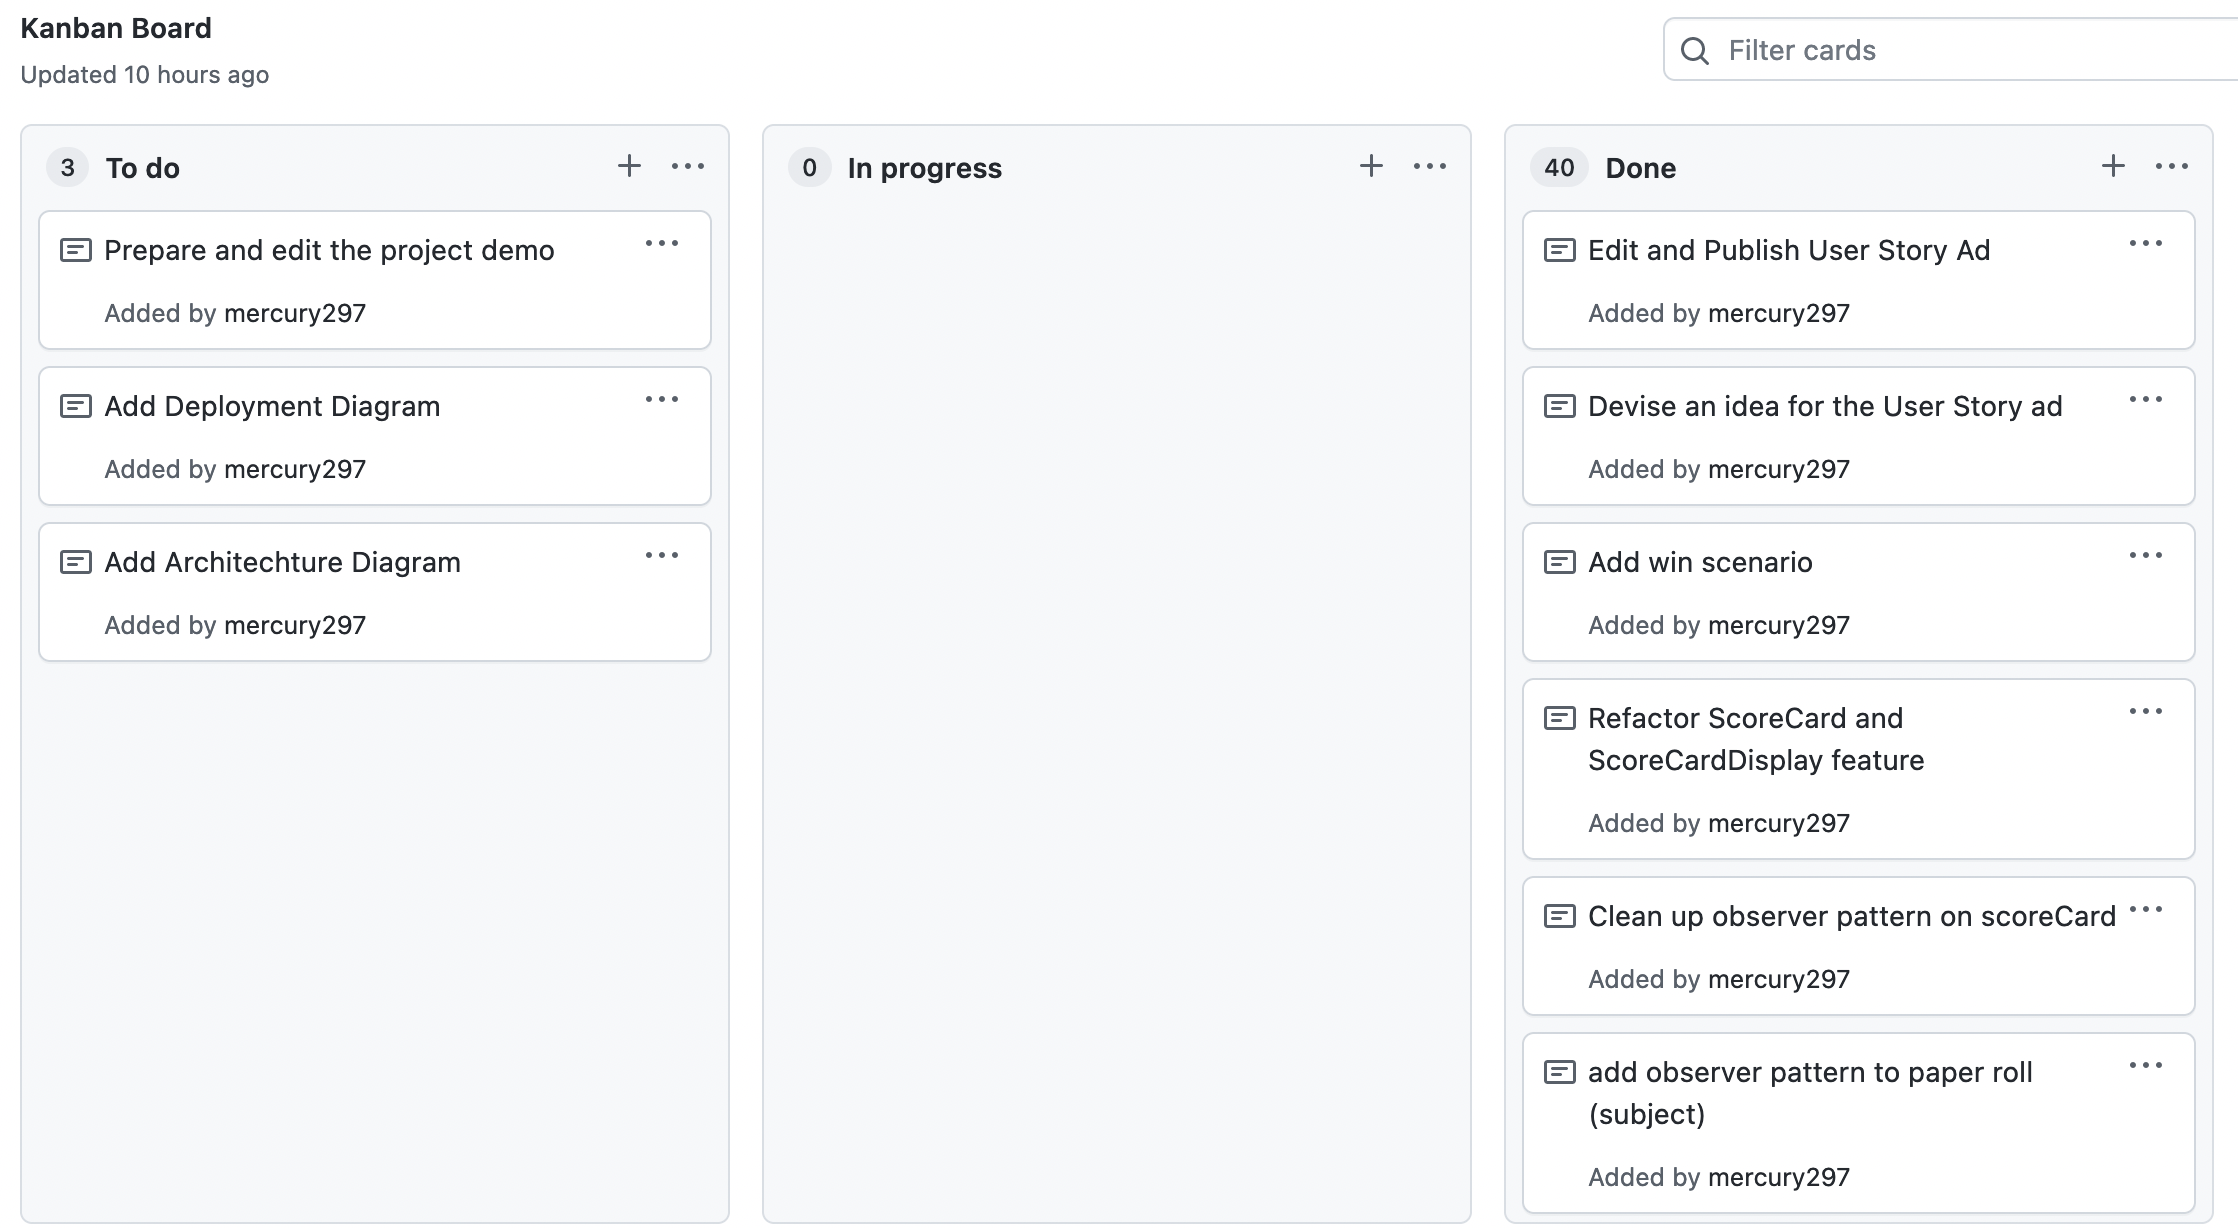 Kanban Board
Updated 10 hours ago
Filter cards
3 To do
Prepare and edit the project demo
Added by mercury297
Add Deployment Diagram
Added by mercury297
Add Architechture Diagram
Added by mercury297
0 In progress
40 Done
Edit and Publish User Story Ad
Added by mercury297
Devise an idea for the User Story ad
Added by mercury297
Add win scenario
Added by mercury297
Refactor ScoreCard and
ScoreCardDisplay feature
Added by mercury297
Clean up observer pattern on scoreCard
Added by mercury297
add observer pattern to paper roll
(subject)
Added by mercury297